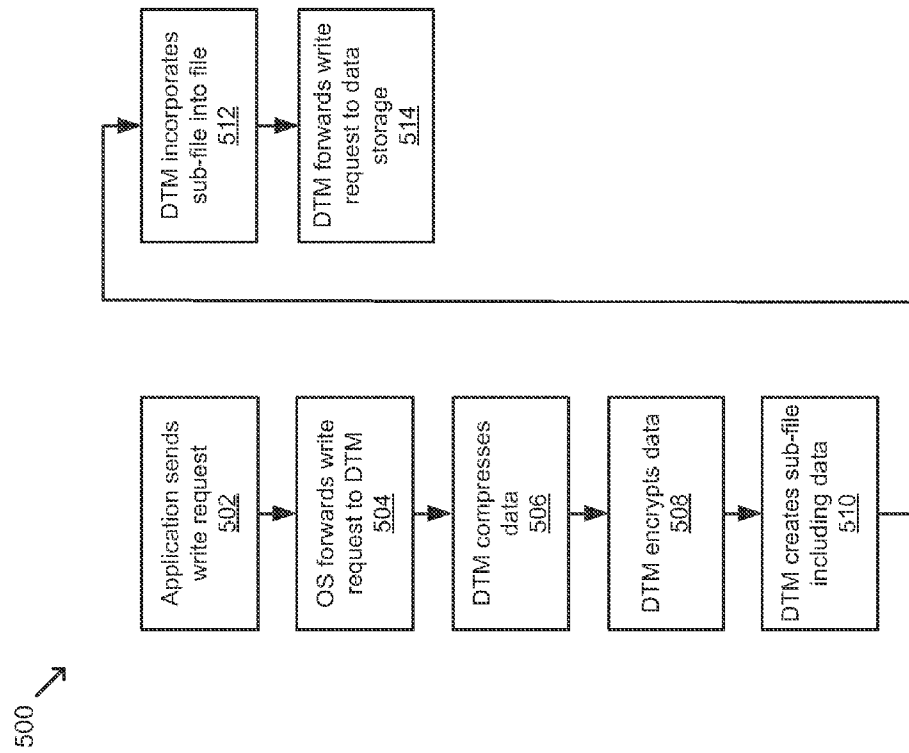 500
Application sends
write request
502
OS forwards write
request to DTM
504
DTM compresses
data
506
DTM encrypts data
508
DTM creates sub-file
including data
510
DTM incorporates
sub-file into file
512
DTM forwards write
request to data
storage
514